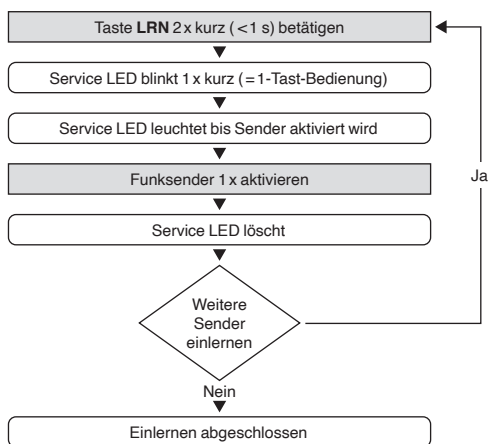 Taste LRN 2 x kurz (<1 s) betätigen
Service LED blinkt 1 x kurz (=1-Tast-Bedienung)
Service LED leuchtet bis Sender aktiviert wird
Funksender 1 x aktivieren
Ja
Service LED löscht
Weitere
Sender
einlernen
Nein
Einlernen abgeschlossen